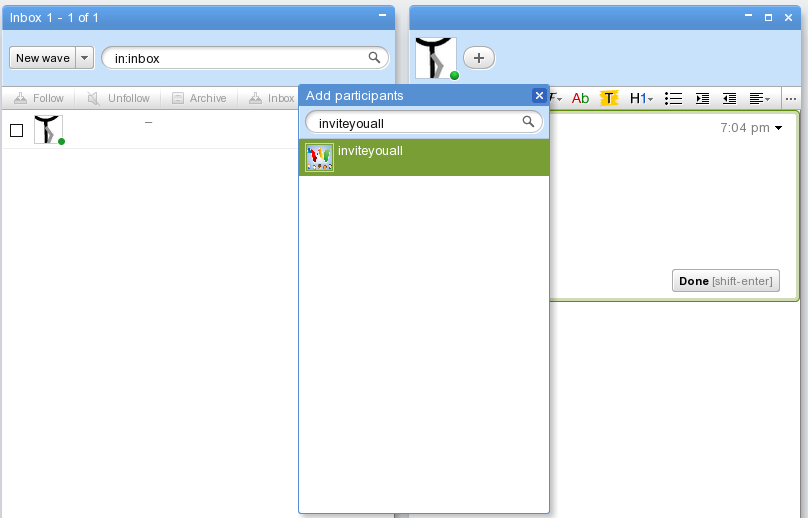 Inbox 1 - 1 of 1
New wave
in:inbox
Follow Unfollow Archive Inbox
–
Add participants
inviteyouall
inviteyouall
Ab T H1 ...
7:04 pm
Done [shift-enter]